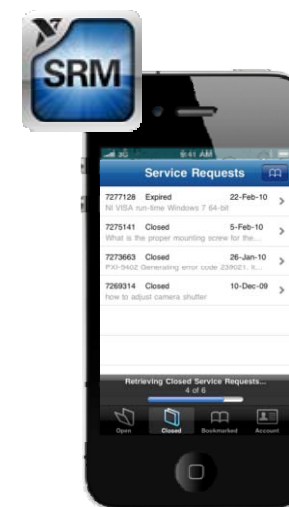 SRM
3G 9:41 AM
Service Requests
7277128 Expired 22-Feb-10
NI VISA run-time Windows 7 64-bit
7275141 Closed 5-Feb-10
What is the proper mounting screw for the...
7273663 Closed 26-Jan-10
PXI-5402 Generating error code 239021. It...
7269314 Closed 10-Dec-09
how to adjust camera shutter
Retrieving Closed Service Requests...
4 of 6
Open Closed Bookmarked Account